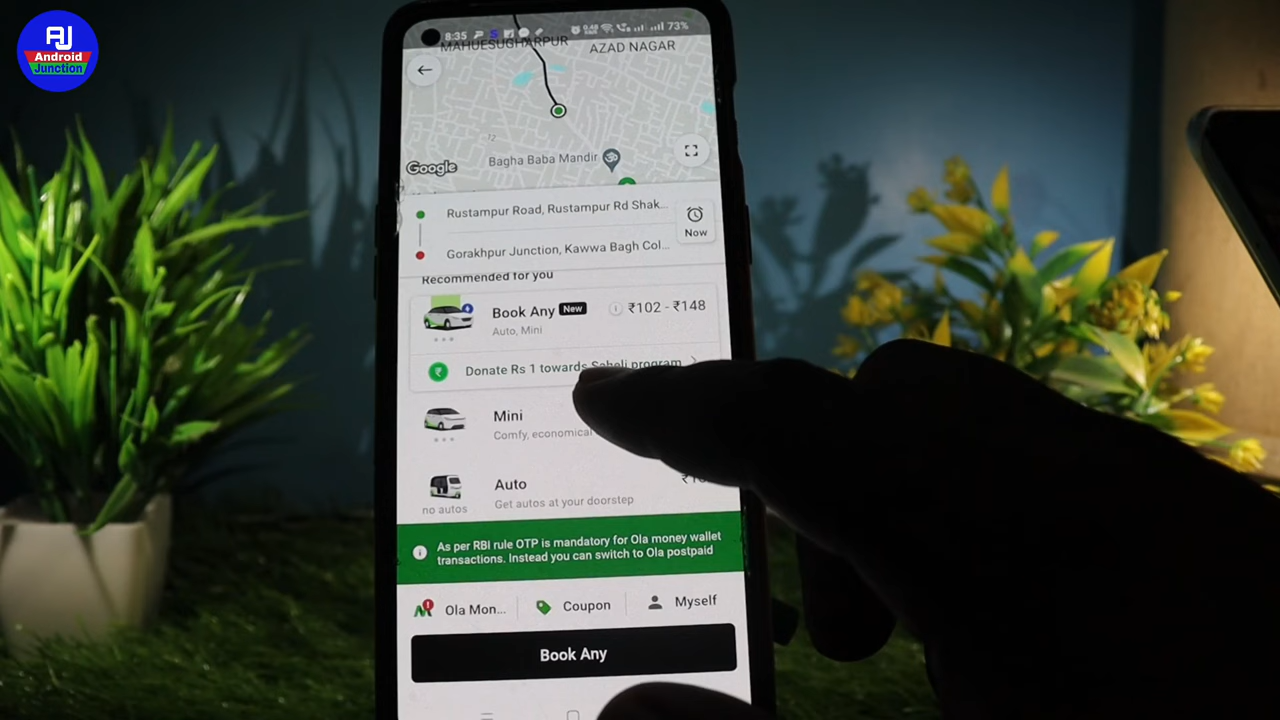 AJ
Android
Junction
8:35
73%
MAHUESUGHARPUR
AZAD NAGAR
Bagha Baba Mandir
Google
Rustampur Road, Rustampur Rd Shak...
Now
Gorakhpur Junction, Kawwa Bagh Col...
Recommended for you
Book Any New ₹102 - ₹148
Auto, Mini
Donate Rs 1 towards Saheli program
Mini
Comfy, economical
Auto
no autos
Get autos at your doorstep
As per RBI rule OTP is mandatory for Ola money wallet
transactions. Instead you can switch to Ola postpaid
Ola Mon...
Coupon
Myself
Book Any